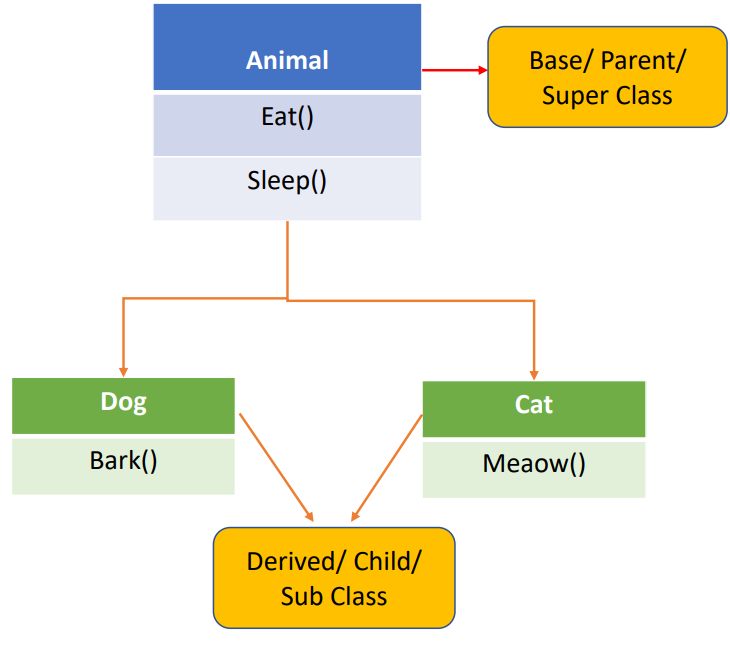 Animal
Base/ Parent/
Super Class
Eat()
Sleep()
Dog
Cat
Bark()
Meaow()
Derived/ Child/
Sub Class